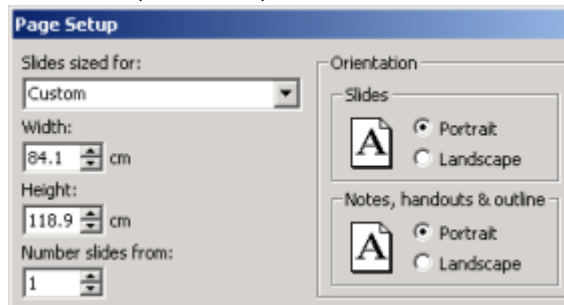 Page Setup
Slides sized for:
Custom
Width:
84.1 cm
Height:
118.9 cm
Number slides from:
1
Orientation
Slides
A
Portrait
Landscape
Notes, handouts & outline
A
Portrait
Landscape